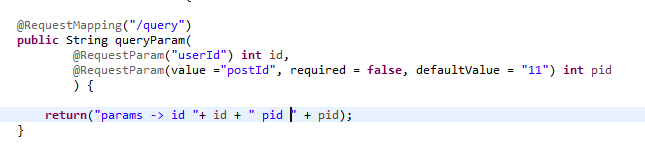 {
@RequestMapping("/query")
public String queryParam(
@RequestParam("userId") int id,
@RequestParam(value ="postId", required = false, defaultValue = "11") int pid
) {
return("params -> id "+ id + " pid " + pid);
}